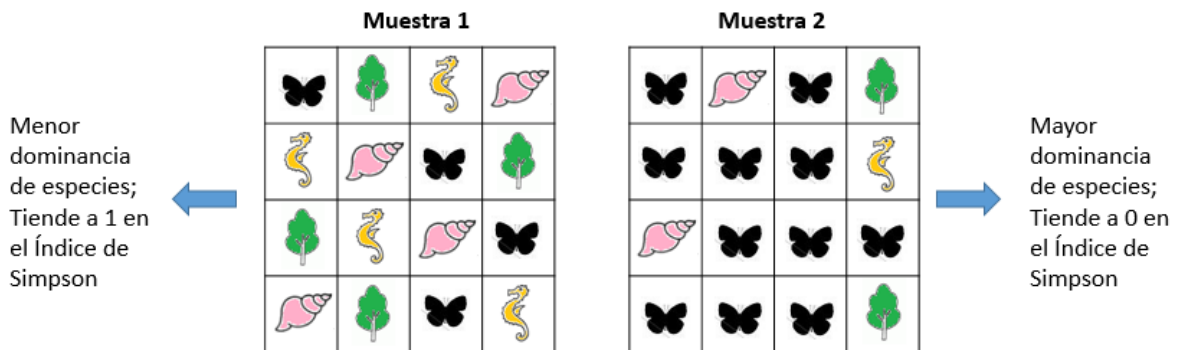 Muestra 1
Muestra 2
Menor
dominancia
de especies;
Tiende a 1 en
el Índice de
Simpson
Mayor
dominancia
de especies;
Tiende a 0 en
el Índice de
Simpson